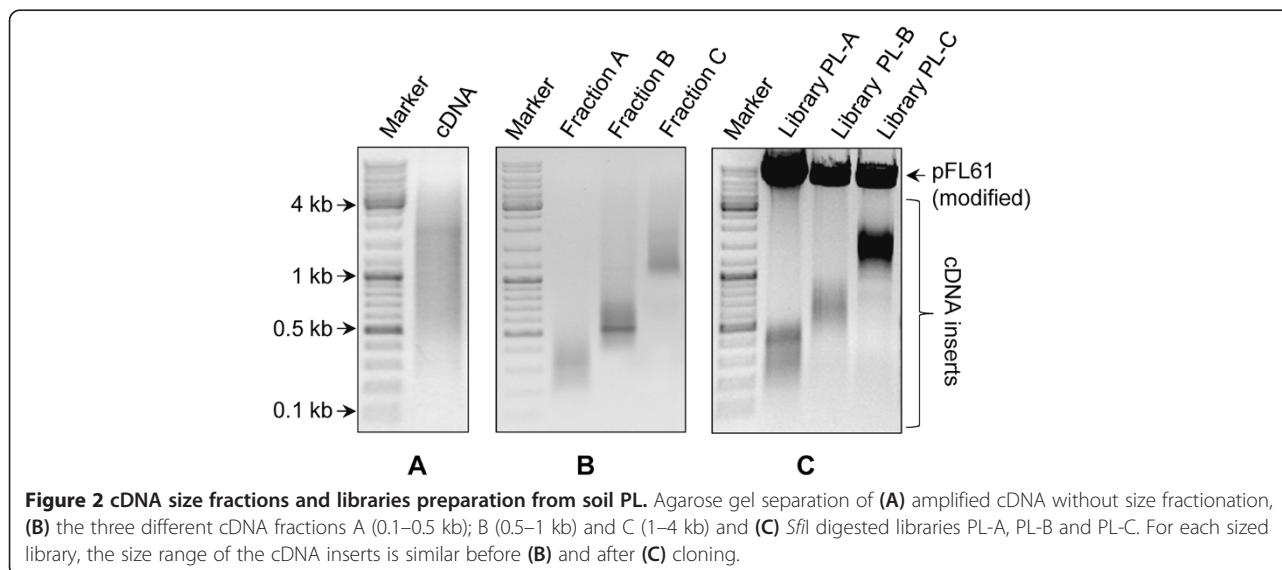 Marker
cDNA
Marker
Fraction A
Fraction B
Fraction C
Marker
Library PL-A
Library PL-B
Library PL-C
4 kb
1 kb
0.5 kb
0.1 kb
pFL61
(modified)
cDNA inserts
A
B
C
Figure 2 cDNA size fractions and libraries preparation from soil PL. Agarose gel separation of (A) amplified cDNA without size fractionation,
(B) the three different cDNA fractions A (0.1–0.5 kb); B (0.5–1 kb) and C (1–4 kb) and (C) SfiI digested libraries PL-A, PL-B and PL-C. For each sized
library, the size range of the cDNA inserts is similar before (B) and after (C) cloning.